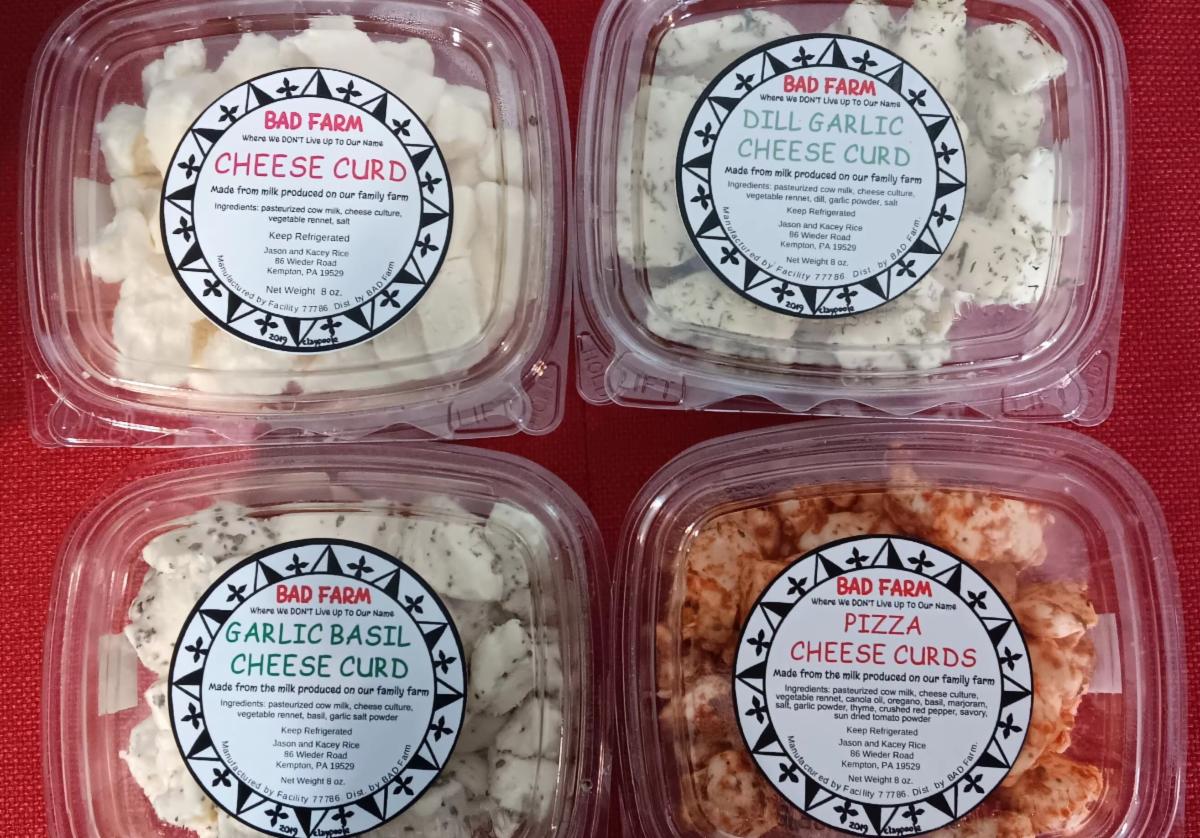 BAD FARM
Where We DON'T Live Up To Our Name
CHEESE CURD
Made from milk produced on our family farm
Ingredients: pasteurized cow milk, cheese culture,
vegetable rennet, salt
Keep Refrigerated
Jason and Kacey Rice
86 Wieder Road
Kempton, PA 19529
Net Weight 8 oz.
Manufactured by Facility 77786 Dist. by BAD Farm
2019 Claypoole
BAD FARM
Where We DON'T Live Up To Our Name
DILL GARLIC
CHEESE CURD
Made from milk produced on our family farm
Ingredients: pasteurized cow milk, cheese culture,
vegetable rennet, dill, garlic powder, salt
Keep Refrigerated
Jason and Kacey Rice
86 Wieder Road
Kempton, PA 19529
Net Weight 8 oz.
Manufactured by Facility 77786 Dist. by BAD Farm.
2019 Claypoole
BAD FARM
Where We DON'T Live Up To Our Name
GARLIC BASIL
CHEESE CURD
Made from the milk produced on our family farm
Ingredients: pasteurized cow milk, cheese culture,
vegetable rennet, basil, garlic salt powder
Keep Refrigerated
Jason and Kacey Rice
86 Wieder Road
Kempton, PA 19529
Net Weight 8 oz.
Manufactured by Facility 77786 Dist. by BAD Farm
2019 Claypoole
BAD FARM
Where We DON'T Live Up To Our Name
PIZZA
CHEESE CURDS
Made from the milk produced on our family farm
Ingredients: pasteurized cow milk, cheese culture,
vegetable rennet, canola oil, oregano, basil, marjoram,
salt, garlic powder, thyme, crushed red pepper, savory,
sun dried tomato powder
Keep Refrigerated
Jason and Kacey Rice
86 Wieder Road
Kempton, PA 19529
Net Weight 8 oz.
Manufactured by Facility 77786 Dist. by BAD Farm.
2019 Claypoole